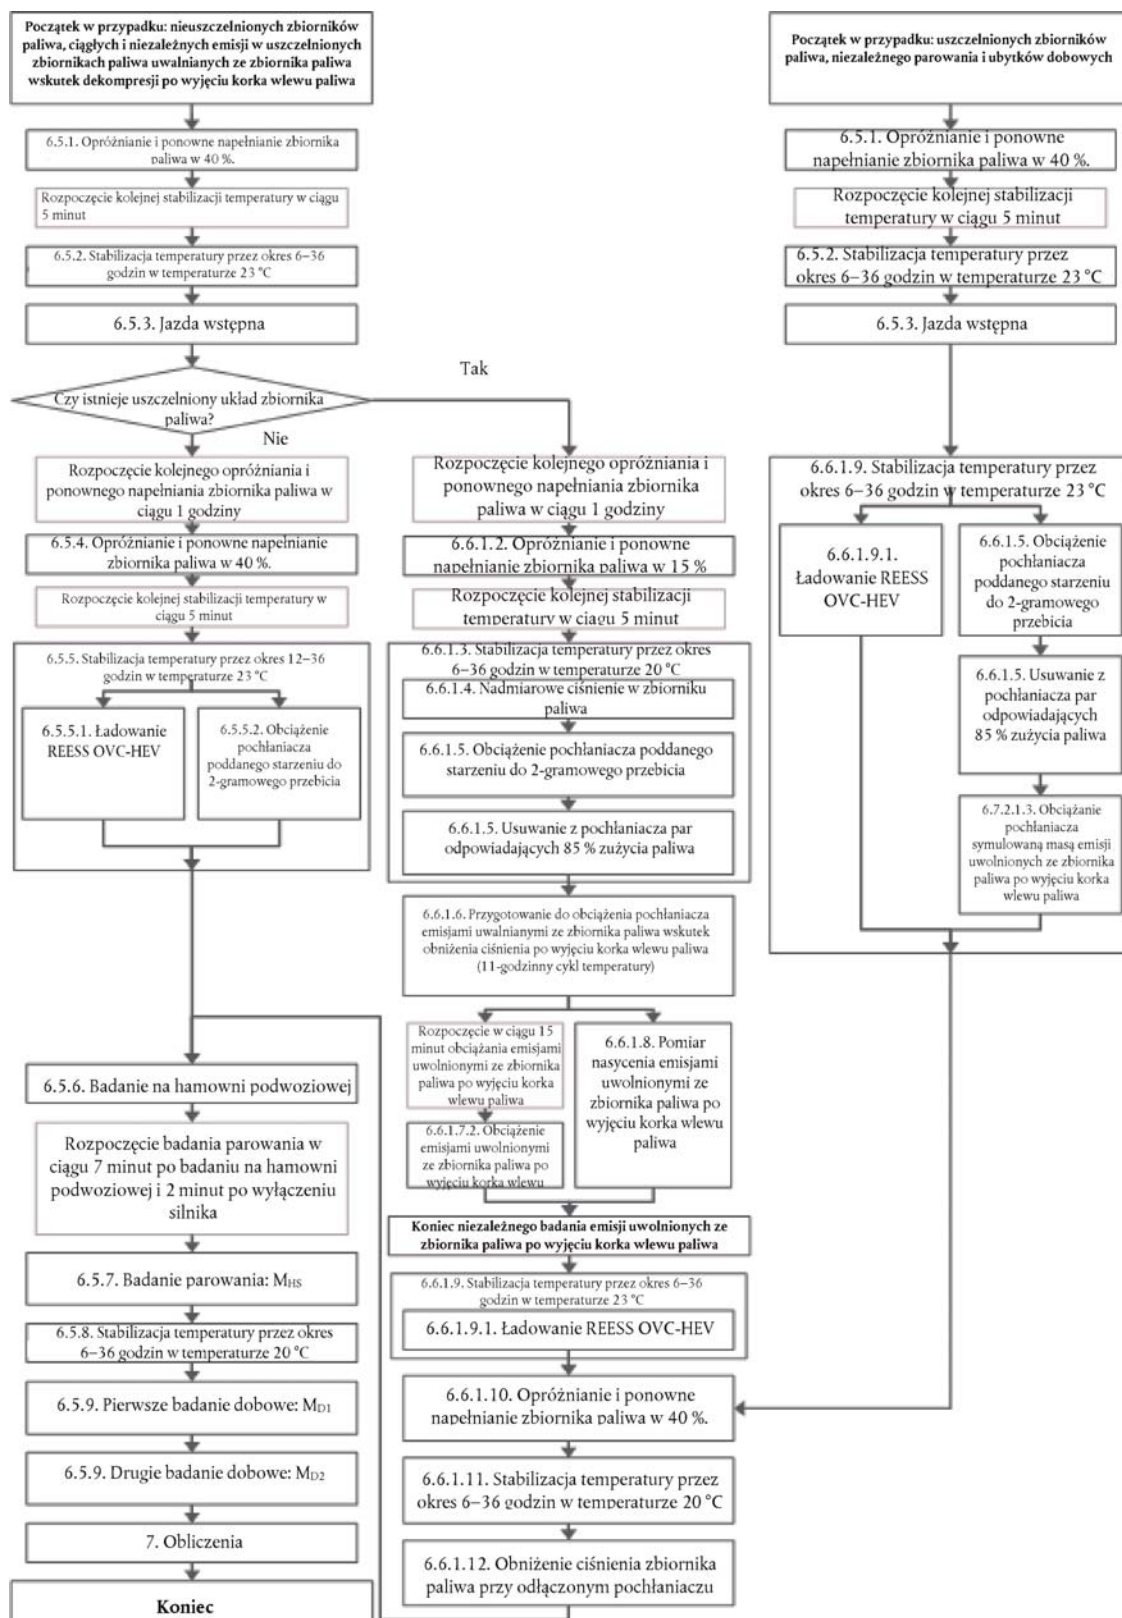 Początek w przypadku: nieuszczelnionych zbiorników
paliwa, ciągłych i niezależnych emisji w uszczelnionych
zbiornikach paliwa uwalnianych ze zbiornika paliwa
wskutek dekompresji po wyjęciu korka wlewu paliwa
6.5.1. Opróżnianie i ponowne napełnianie zbiornika
paliwa w 40 %.
Rozpoczęcie kolejnej stabilizacji temperatury w ciągu
5 minut
6.5.2. Stabilizacja temperatury przez okres 6–36
godzin w temperaturze 23 °C
6.5.3. Jazda wstępna
Czy istnieje uszczelniony układ zbiornika
paliwa?
Tak
Nie
Rozpoczęcie kolejnego opróżniania i
ponownego napełniania zbiornika paliwa w
ciągu 1 godziny
6.5.4. Opróżnianie i ponowne napełnianie
zbiornika paliwa w 40 %.
Rozpoczęcie kolejnej stabilizacji temperatury w
ciągu 5 minut
6.5.5. Stabilizacja temperatury przez okres 12–36
godzin w temperaturze 23 °C
6.5.5.1. Ładowanie
REESS OVC-HEV
6.5.5.2. Obciążenie
pochłaniacza
poddanego starzeniu do
2-gramowego przebicia
6.5.6. Badanie na hamowni podwoziowej
Rozpoczęcie badania parowania w
ciągu 7 minut po badaniu na hamowni
podwoziowej i 2 minut po wyłączeniu
silnika
6.5.7. Badanie parowania: MHS
6.5.8. Stabilizacja temperatury przez okres
6–36 godzin w temperaturze 20 °C
6.5.9. Pierwsze badanie dobowe: MD1
6.5.9. Drugie badanie dobowe: MD2
7. Obliczenia
Koniec
Rozpoczęcie kolejnego opróżniania i
ponownego napełniania zbiornika
paliwa w ciągu 1 godziny
6.6.1.2. Opróżnianie i ponowne
napełnianie zbiornika paliwa w 15 %
Rozpoczęcie kolejnej stabilizacji
temperatury w ciągu 5 minut
6.6.1.3. Stabilizacja temperatury przez okres
6–36 godzin w temperaturze 20 °C
6.6.1.4. Nadmiarowe ciśnienie w zbiorniku
paliwa
6.6.1.5. Obciążenie pochłaniacza poddanego
starzeniu do 2-gramowego przebicia
6.6.1.5. Usuwanie z pochłaniacza par
odpowiadających 85 % zużycia paliwa
6.6.1.6. Przygotowanie do obciążenia pochłaniacza
emisjami uwalnianymi ze zbiornika paliwa wskutek
obniżenia ciśnienia po wyjęciu korka wlewu paliwa
(11-godzinny cykl temperatury)
Rozpoczęcie w ciągu 15
minut obciążania emisjami
uwolnionymi ze zbiornika
paliwa po wyjęciu korka
wlewu paliwa
6.6.1.7.2. Obciążenie
emisjami uwolnionymi
ze zbiornika paliwa po
wyjęciu korka wlewu
6.6.1.8. Pomiar
nasycenia emisjami
uwolnionymi ze
zbiornika paliwa po
wyjęciu korka wlewu
paliwa
Koniec niezależnego badania emisji uwolnionych ze
zbiornika paliwa po wyjęciu korka wlewu paliwa
6.6.1.9. Stabilizacja temperatury przez okres 6–36
godzin w temperaturze 23 °C
6.6.1.9.1. Ładowanie REESS OVC-HEV
6.6.1.10. Opróżnianie i ponowne
napełnianie zbiornika paliwa w 40 %.
6.6.1.11. Stabilizacja temperatury przez
okres 6–36 godzin w temperaturze 20 °C
6.6.1.12. Obniżenie ciśnienia zbiornika
paliwa przy odłączonym pochłaniaczu
Początek w przypadku: uszczelnionych zbiorników
paliwa, niezależnego parowania i ubytków dobowych
6.5.1. Opróżnianie i ponowne
napełnianie zbiornika paliwa w 40 %.
Rozpoczęcie kolejnej stabilizacji
temperatury w ciągu 5 minut
6.5.2. Stabilizacja temperatury przez
okres 6–36 godzin w temperaturze 23 °C
6.5.3. Jazda wstępna
6.6.1.9. Stabilizacja temperatury przez
okres 6–36 godzin w temperaturze 23 °C
6.6.1.9.1.
Ładowanie REESS
OVC-HEV
6.6.1.5. Obciążenie
pochłaniacza
poddanego starzeniu
do 2-gramowego
przebicia
6.6.1.5. Usuwanie z
pochłaniacza par
odpowiadających
85 % zużycia paliwa
6.7.2.1.3. Obciążanie
pochłaniacza
symulowaną masą emisji
uwolnionych ze zbiornika
paliwa po wyjęciu korka
wlewu paliwa